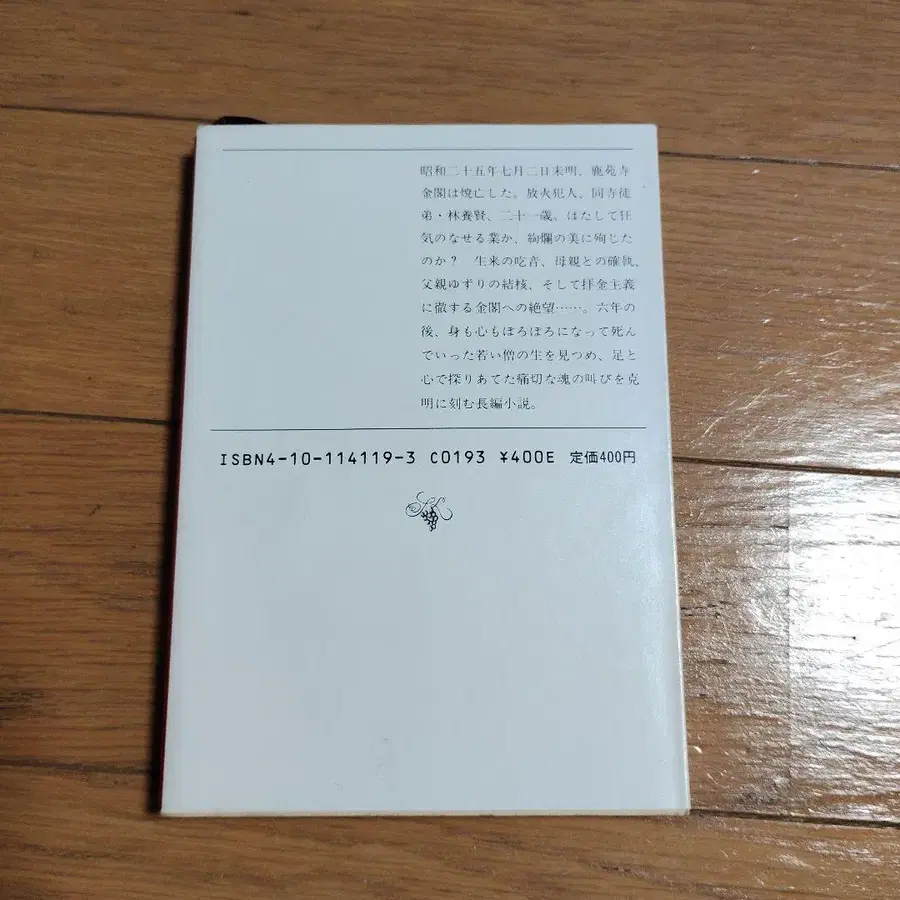 昭和二十五年七月二日未明、鹿苑寺
金閣は焼亡した。放火犯人、同寺徒
弟・林養賢、二十一歳。はたして狂
気のなせる業か、絢爛の美に殉じた
のか？　生来の吃音、母親との確執、
父親ゆずりの結核、そして拝金主義
に徹する金閣への絶望……。六年の
後、身も心もぼろぼろになって死ん
でいった若い僧の生を見つめ、足と
心で探りあてた痛切な魂の叫びを克
明に刻む長編小説。
ISBN4-10-114119-3 C0193 ¥400E 定価400円